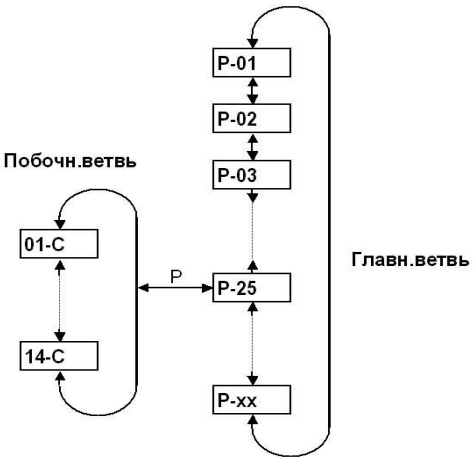 P-01
P-02
P-03
Побочн.ветвь
01-C
Главн.ветвь
P
P-25
14-C
P-xx